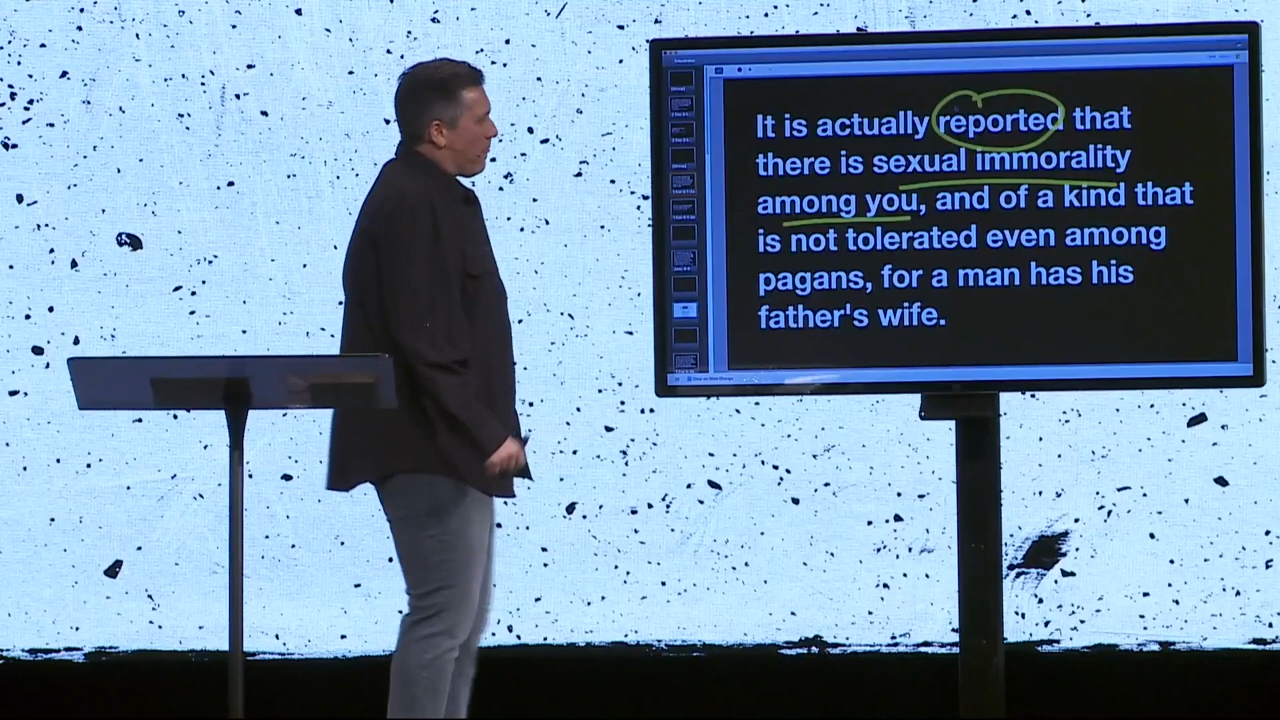 It is actually reported that
there is sexual immorality
among you, and of a kind that
is not tolerated even among
pagans, for a man has his
father's wife.